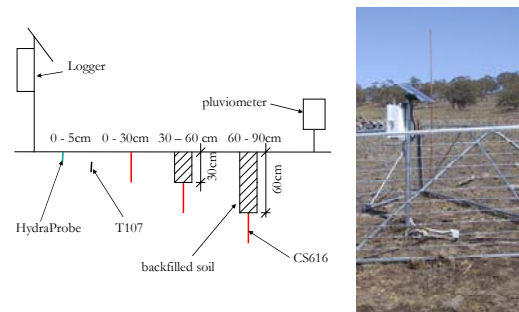 Logger
pluviometer
0 - 5cm 0 - 30cm 30 – 60 cm 60 - 90cm
30cm
60cm
HydraProbe
T107
CS616
backfilled soil